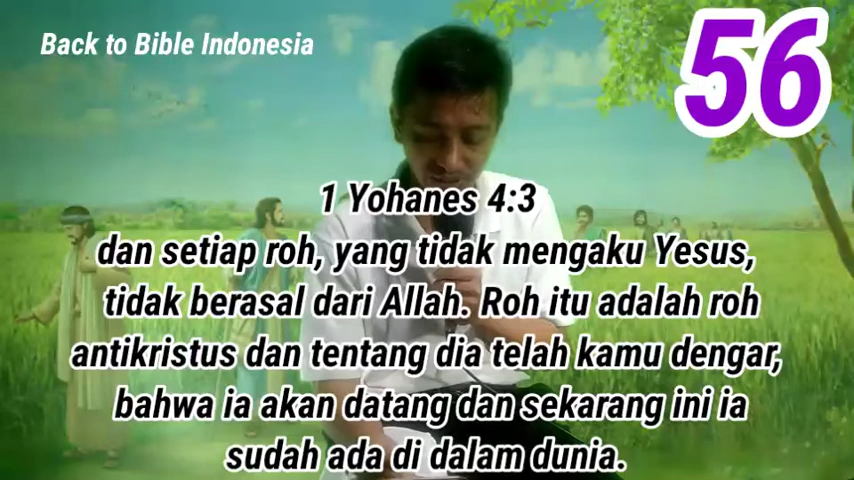 Back to Bible Indonesia
56
1 Yohanes 4:3
dan setiap roh, yang tidak mengaku Yesus,
tidak berasal dari Allah. Roh itu adalah roh
antikristus dan tentang dia telah kamu dengar,
bahwa ia akan datang dan sekarang ini ia
sudah ada di dalam dunia.